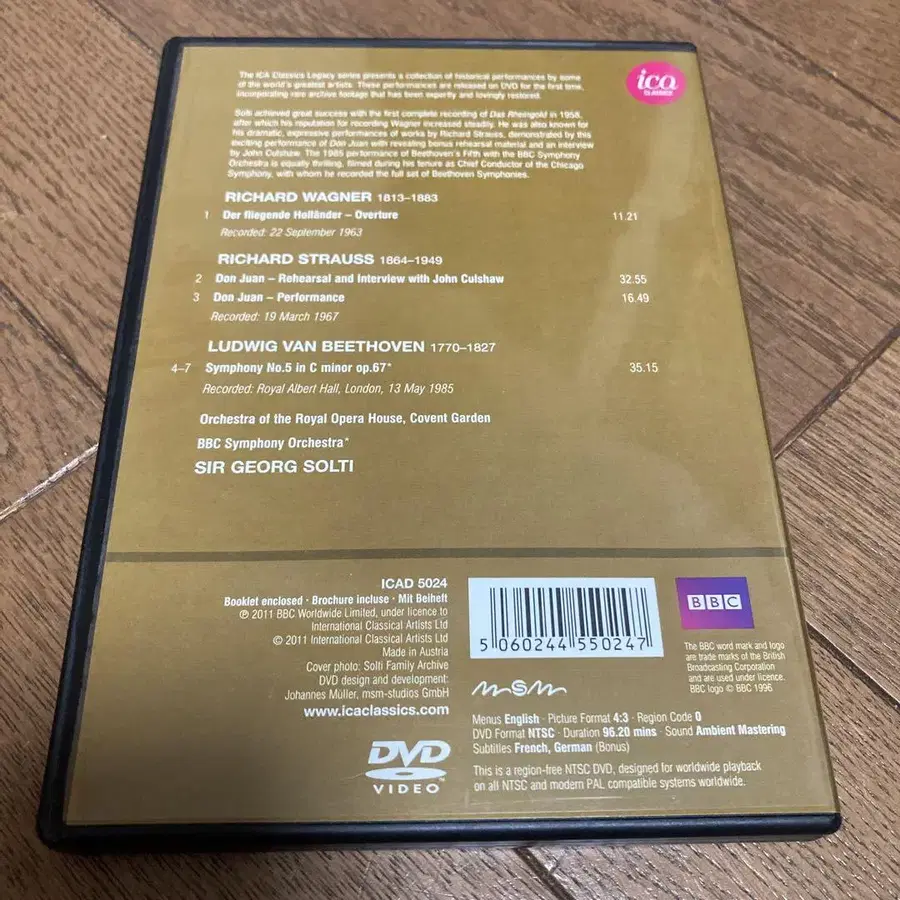 The ICA Classics Legacy series presents a collection of historical performances by some
of the world's greatest artists. These performances are released on DVD for the first time,
incorporating rare archive footage that has been expertly and lovingly restored.
ica
CLASSICS
Solti achieved great success with the first complete recording of Das Rheingold in 1958,
after which his reputation for recording Wagner increased steadily. He was also known for
his dramatic, expressive performances of works by Richard Strauss, demonstrated by this
exciting performance of Don Juan with revealing bonus rehearsal material and an interview
by John Culshaw. The 1985 performance of Beethoven's Fifth with the BBC Symphony
Orchestra is equally thrilling, filmed during his tenure as Chief Conductor of the Chicago
Symphony, with whom he recorded the full set of Beethoven Symphonies.
RICHARD WAGNER 1813–1883
1 Der fliegende Holländer – Overture 11.21
Recorded: 22 September 1963
RICHARD STRAUSS 1864–1949
2 Don Juan – Rehearsal and Interview with John Culshaw 32.55
3 Don Juan – Performance 16.49
Recorded: 19 March 1967
LUDWIG VAN BEETHOVEN 1770–1827
4–7 Symphony No.5 in C minor op.67* 35.15
Recorded: Royal Albert Hall, London, 13 May 1985
Orchestra of the Royal Opera House, Covent Garden
BBC Symphony Orchestra*
SIR GEORG SOLTI
ICAD 5024
Booklet enclosed · Brochure incluse · Mit Beiheft
℗ 2011 BBC Worldwide Limited, under licence to
International Classical Artists Ltd
© 2011 International Classical Artists Ltd
Made in Austria
Cover photo: Solti Family Archive
DVD design and development:
Johannes Müller, msm-studios GmbH
www.icaclassics.com
DVD
VIDEO
5 060244 550247
BBC
The BBC word mark and logo
are trade marks of the British
Broadcasting Corporation
and are used under licence.
BBC logo © BBC 1996
msm
Menus English · Picture Format 4:3 · Region Code 0
DVD Format NTSC · Duration 96.20 mins · Sound Ambient Mastering
Subtitles French, German (Bonus)
This is a region-free NTSC DVD, designed for worldwide playback
on all NTSC and modern PAL compatible systems worldwide.